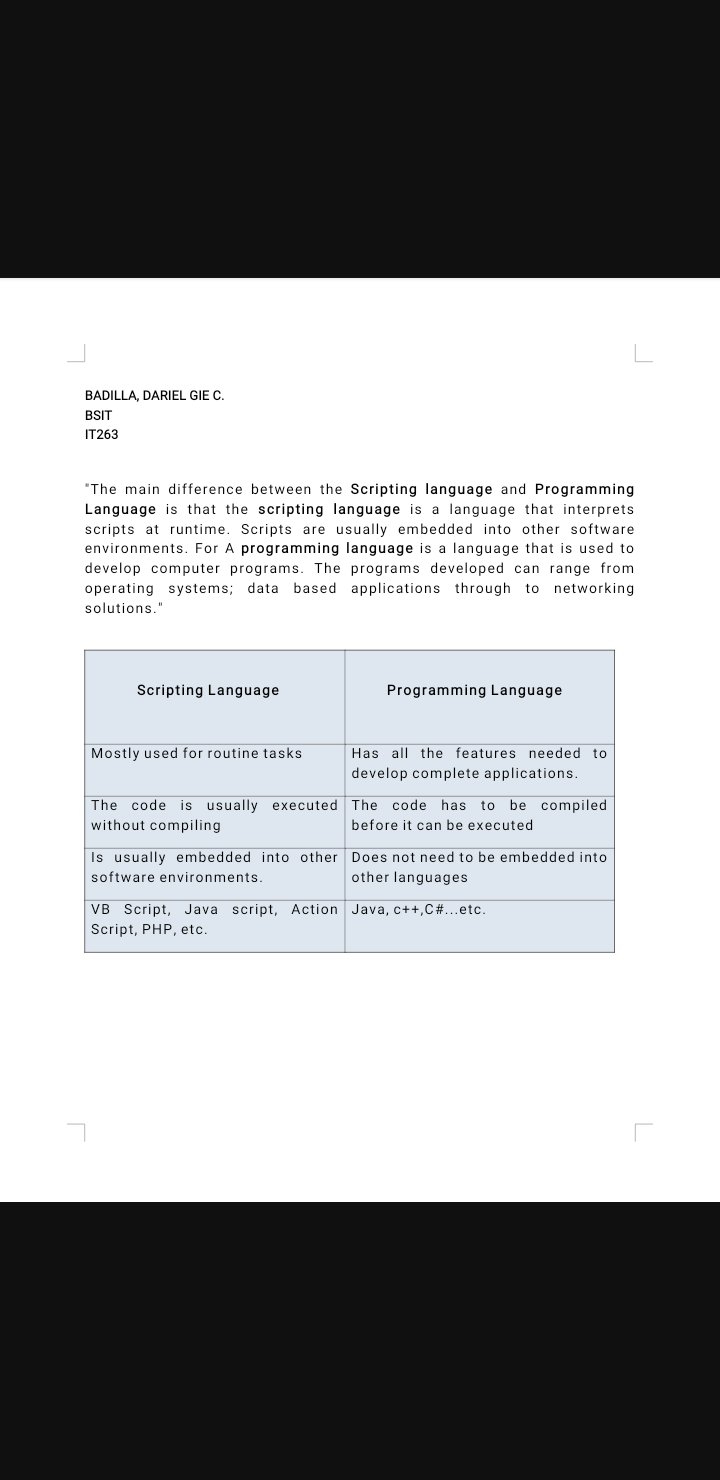 BADILLA, DARIEL GIE C.
BSIT
IT263
"The main difference between the Scripting language and Programming
Language is that the scripting language is a language that interprets
scripts at runtime. Scripts are usually embedded into other software
environments. For A programming language is a language that is used to
develop computer programs. The programs developed can range from
operating systems; data based applications through to networking
solutions."
Scripting Language
Programming Language
Mostly used for routine tasks
Has all the features needed to
develop complete applications.
The code is usually executed
without compiling
The code has to be compiled
before it can be executed
Is usually embedded into other
software environments.
Does not need to be embedded into
other languages
VB Script, Java script, Action
Script, PHP, etc.
Java, c++,C#...etc.